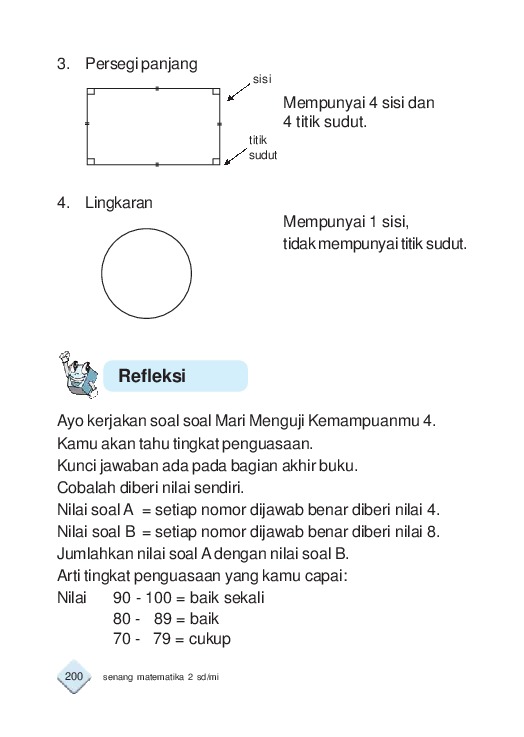 3. Persegi panjang
sisi
Mempunyai 4 sisi dan
4 titik sudut.
titik
sudut
4. Lingkaran
Mempunyai 1 sisi,
tidak mempunyai titik sudut.
Refleksi
Ayo kerjakan soal soal Mari Menguji Kemampuanmu 4.
Kamu akan tahu tingkat penguasaan.
Kunci jawaban ada pada bagian akhir buku.
Cobalah diberi nilai sendiri.
Nilai soal A = setiap nomor dijawab benar diberi nilai 4.
Nilai soal B = setiap nomor dijawab benar diberi nilai 8.
Jumlahkan nilai soal A dengan nilai soal B.
Arti tingkat penguasaan yang kamu capai:
Nilai 90 - 100 = baik sekali
80 - 89 = baik
70 - 79 = cukup
200 senang matematika 2 sd/mi